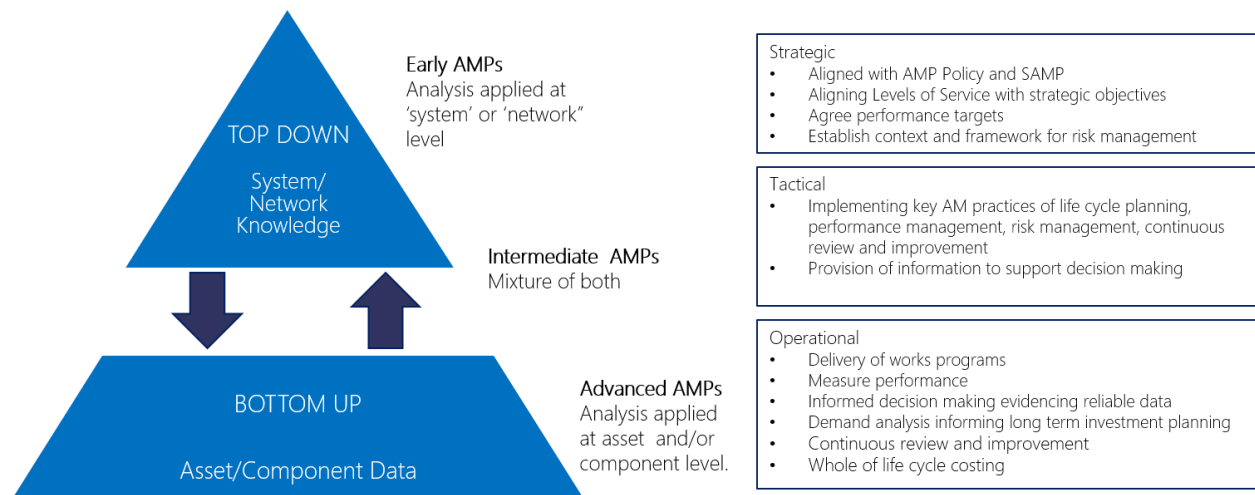 TOP DOWN
System/
Network
Knowledge
Early AMPs
Analysis applied at
‘system’ or ‘network”
level
Intermediate AMPs
Mixture of both
BOTTOM UP
Asset/Component Data
Advanced AMPs
Analysis applied
at asset and/or
component level.
Strategic
• Aligned with AMP Policy and SAMP
• Aligning Levels of Service with strategic objectives
• Agree performance targets
• Establish context and framework for risk management
Tactical
• Implementing key AM practices of life cycle planning,
performance management, risk management, continuous
review and improvement
• Provision of information to support decision making
Operational
• Delivery of works programs
• Measure performance
• Informed decision making evidencing reliable data
• Demand analysis informing long term investment planning
• Continuous review and improvement
• Whole of life cycle costing